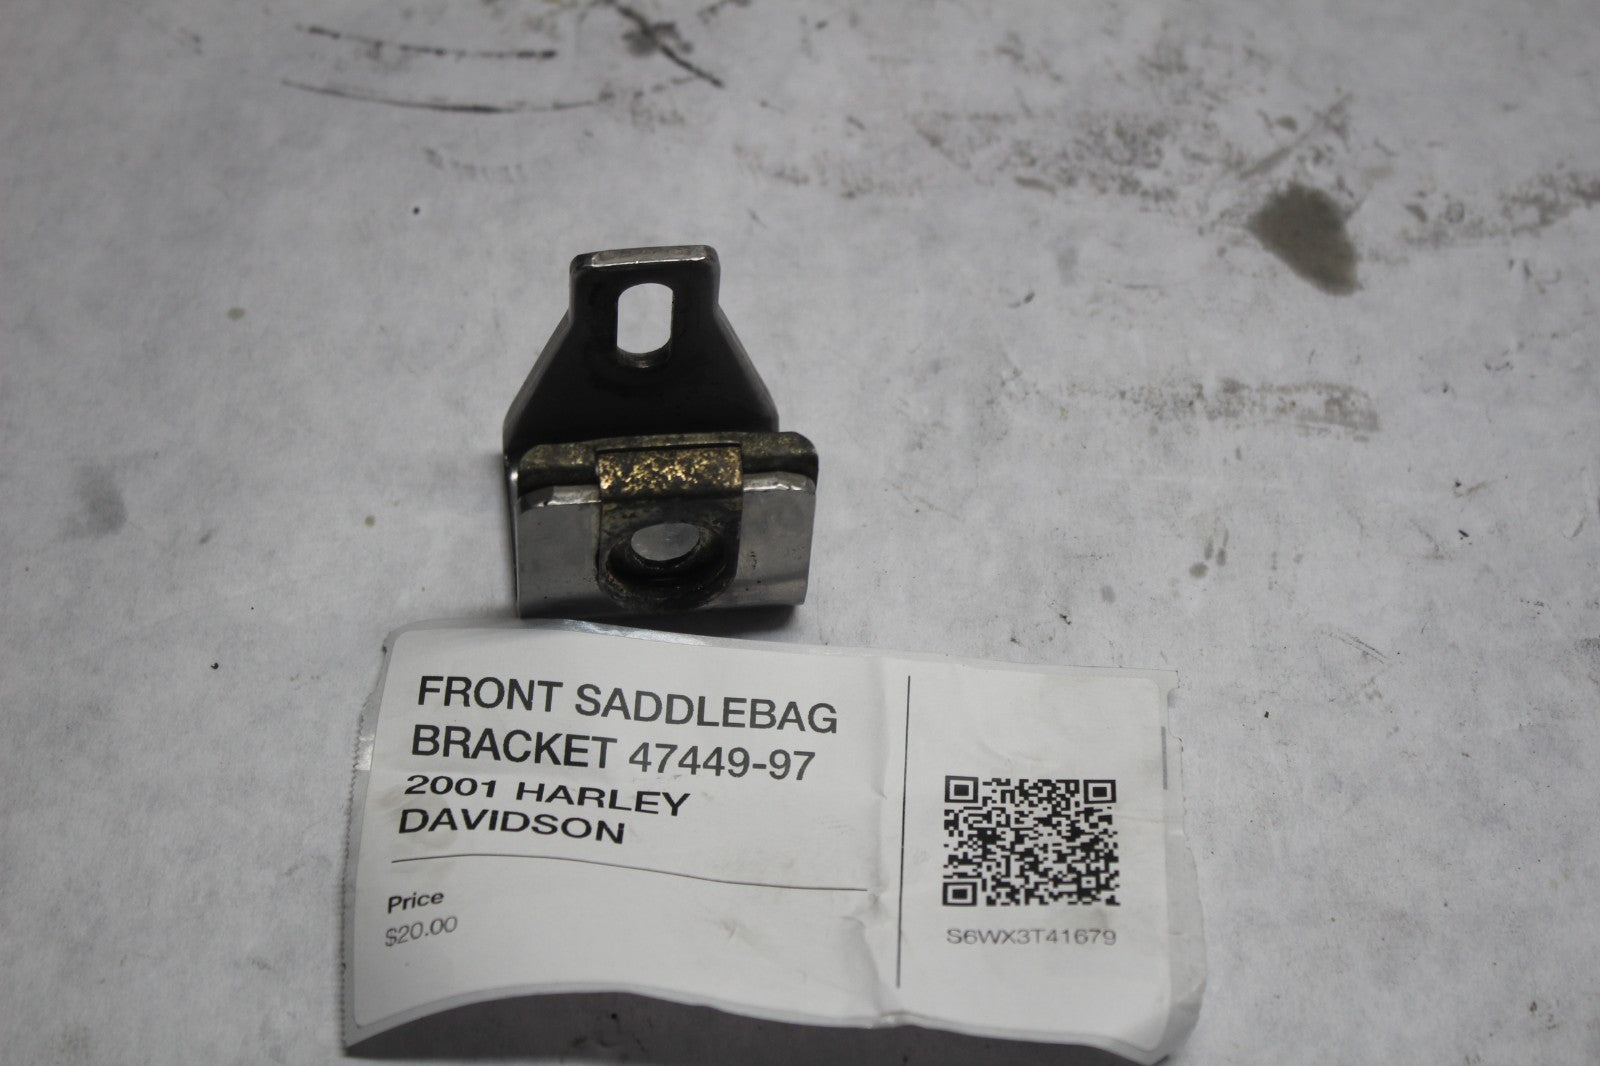 FRONT SADDLEBAG
BRACKET 47449-97
2001 HARLEY
DAVIDSON
Price
$20.00
S6WX3T41679